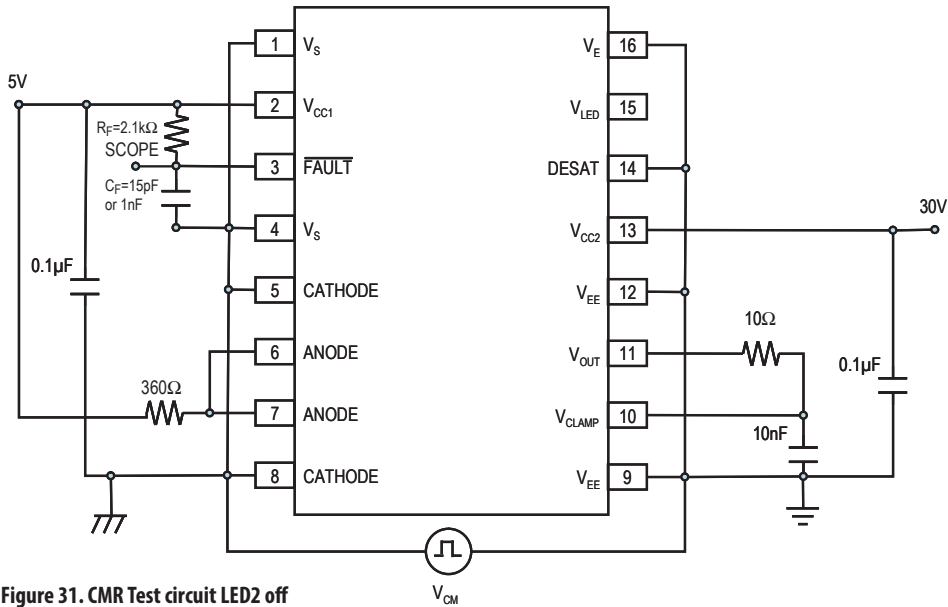 1
V_S
V_E
16
5V
2
V_CC1
V_LED
15
R_F=2.1kΩ
SCOPE
3
FAULT
DESAT
14
C_F=15pF
or 1nF
30V
4
V_S
V_CC2
13
0.1µF
5
CATHODE
V_EE
12
10Ω
6
ANODE
V_OUT
11
0.1µF
360Ω
7
ANODE
V_CLAMP
10
10nF
8
CATHODE
V_EE
9
V_CM
Figure 31. CMR Test circuit LED2 off